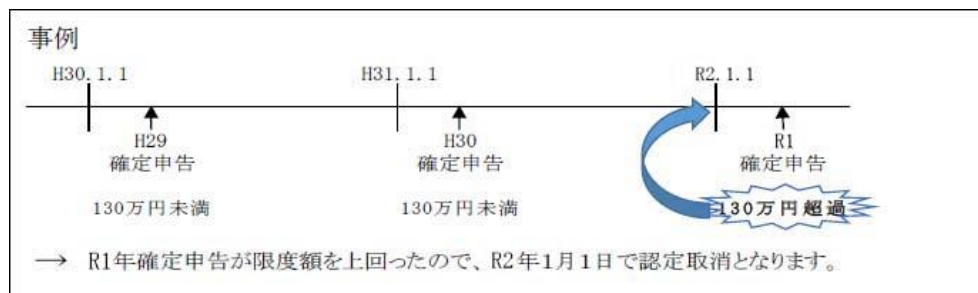 事例
H30.1.1 H31.1.1 R2.1.1
H29 H30 R1
確定申告 確定申告 確定申告
130万円未満 130万円未満 130万円超過
→ R1年確定申告が限度額を上回ったので、R2年1月1日で認定取消となります。